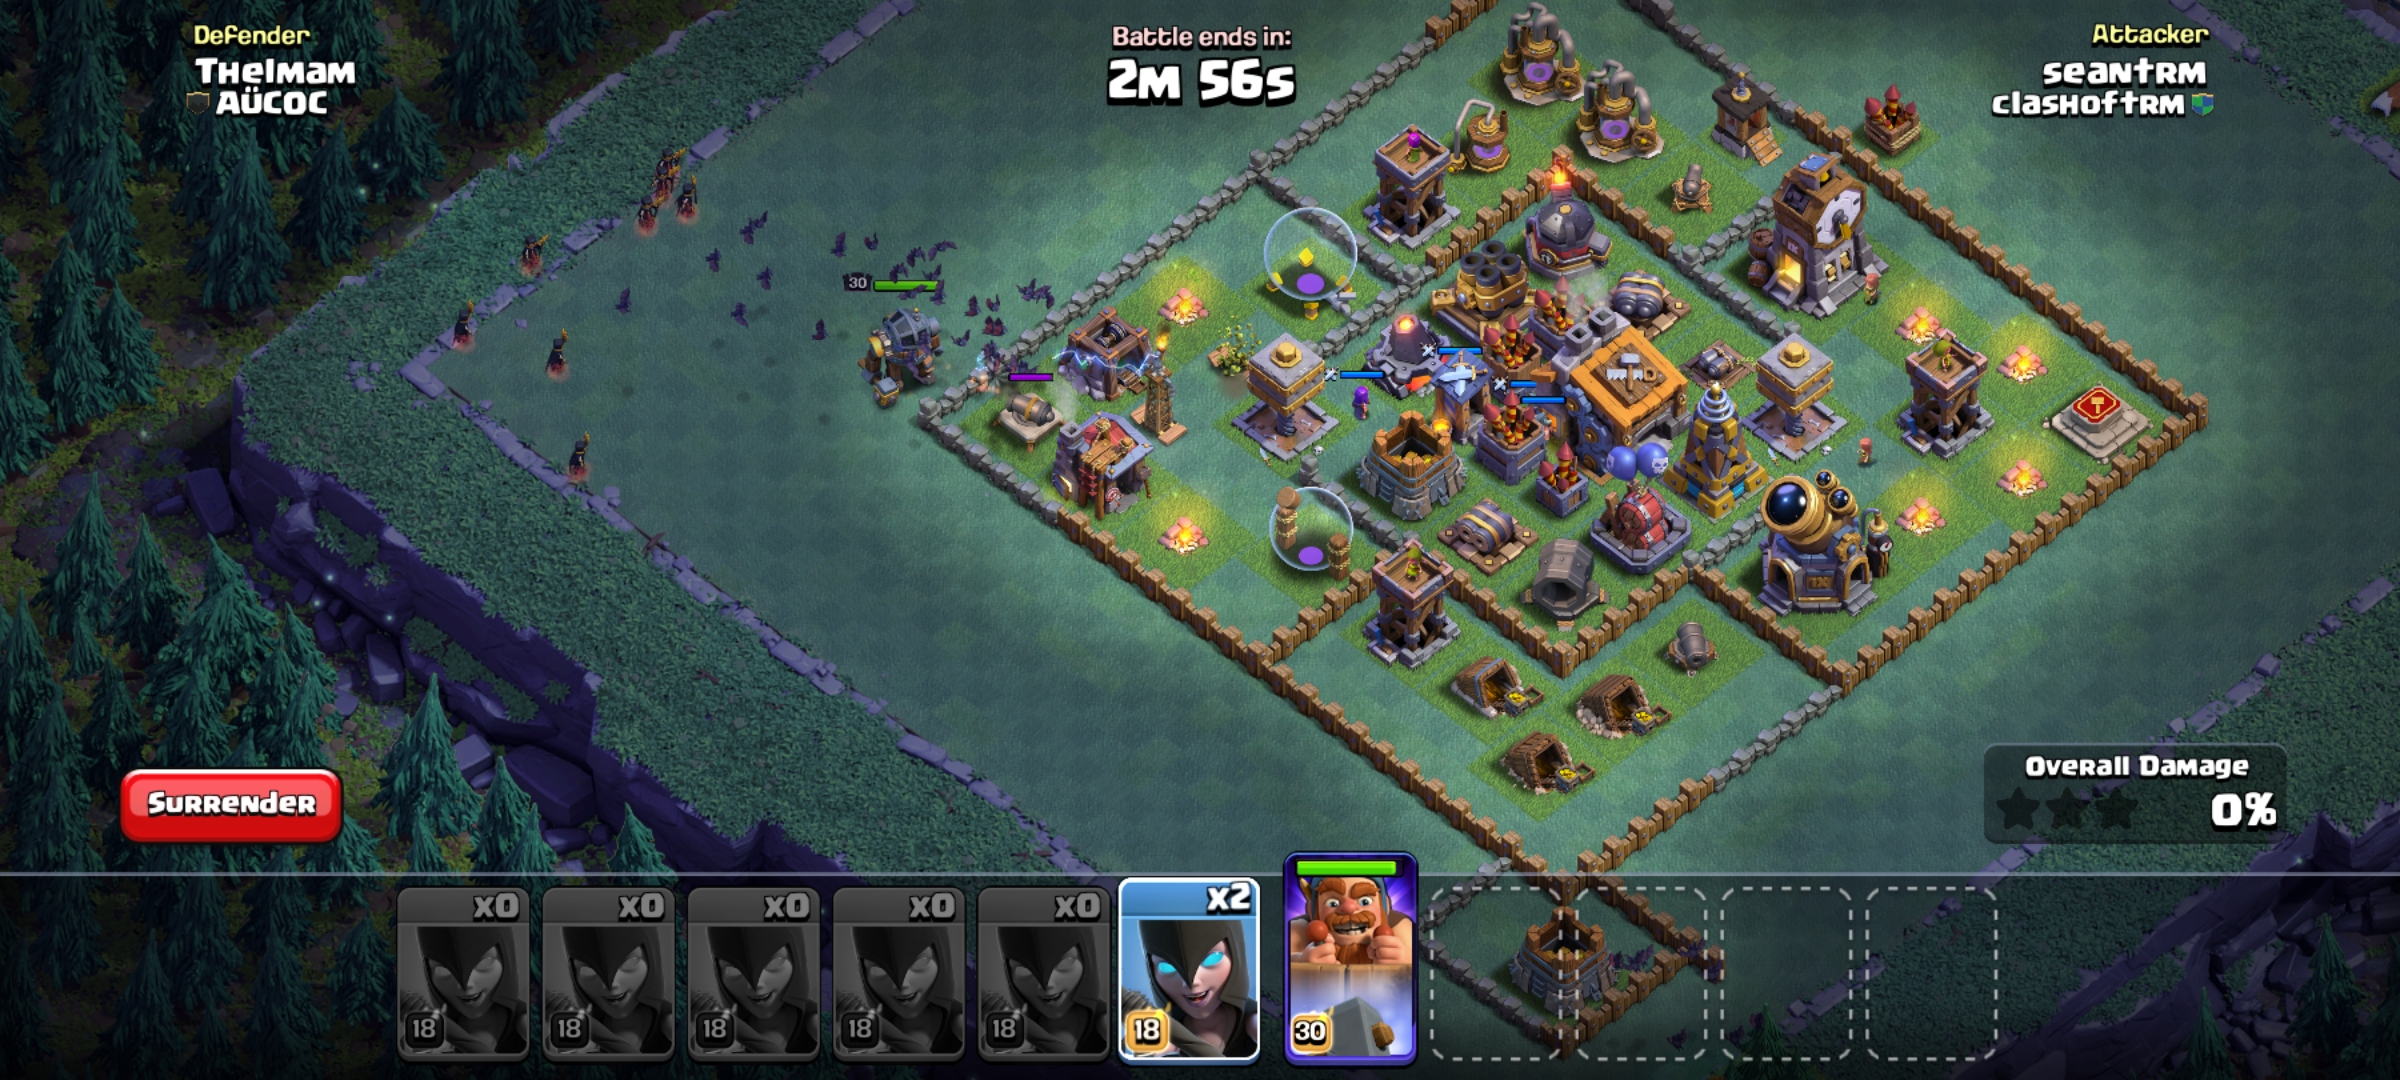 Defender
THelmam
AÜCOC
Battle ends in:
2m 56s
Attacker
seantrm
clashoftrm
30
Surrender
Overall Damage
0%
x0
x0
x0
x0
x0
x2
18
18
18
18
18
18
30